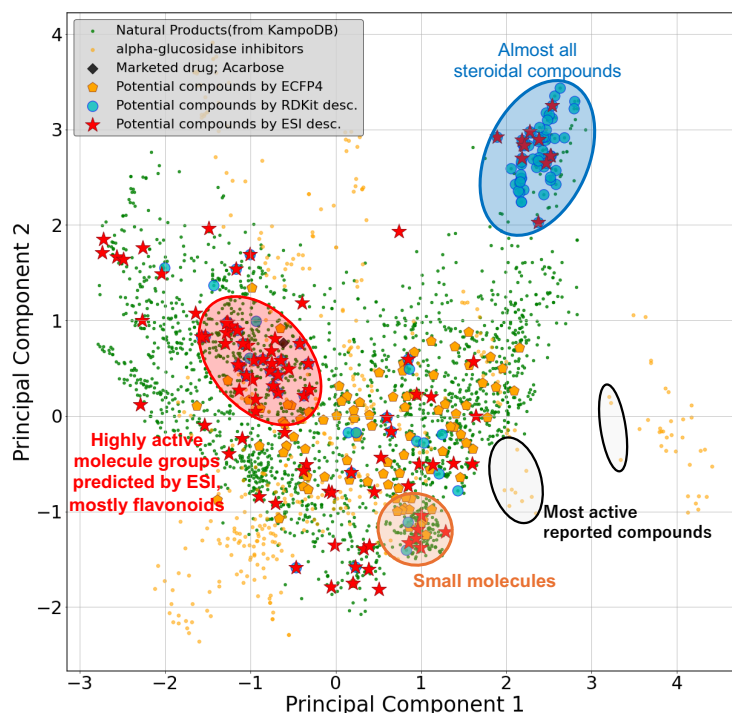 Natural Products(from KampoDB)
alpha-glucosidase inhibitors
Marketed drug; Acarbose
Potential compounds by ECFP4
Potential compounds by RDKit desc.
Potential compounds by ESI desc.
Almost all
steroidal compounds
Highly active
molecule groups
predicted by ESI,
mostly flavonoids
Most active
reported compounds
Small molecules
Principal Component 2
4
3
2
1
0
−1
−2
−3
−2
−1
0
1
2
3
4
Principal Component 1